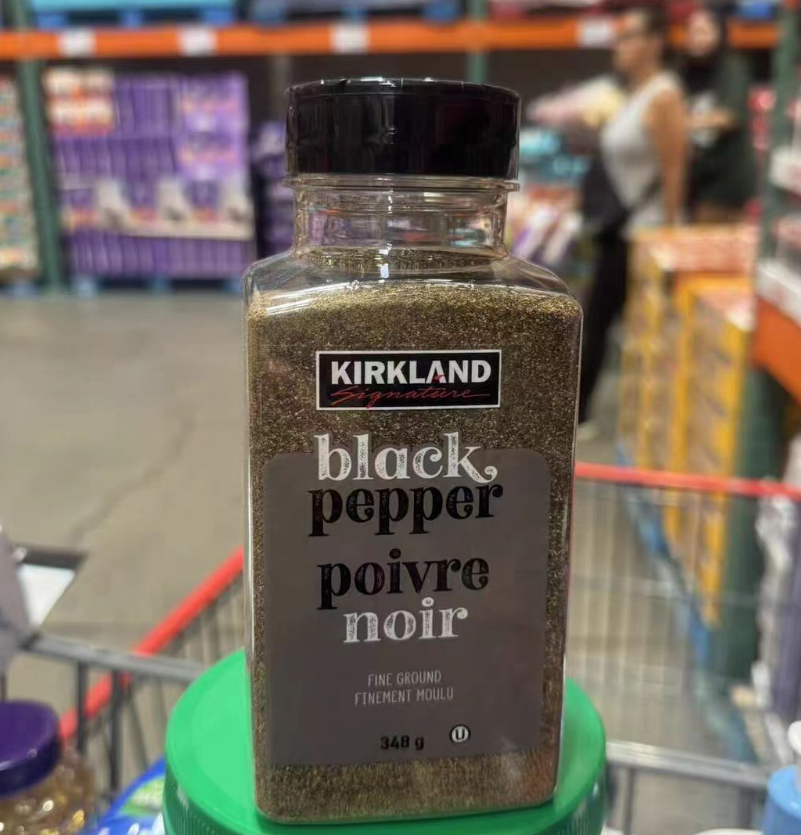 KIRKLAND
Signature
black
pepper
poivre
noir
FINE GROUND
FINEMENT MOULU
348 g
U